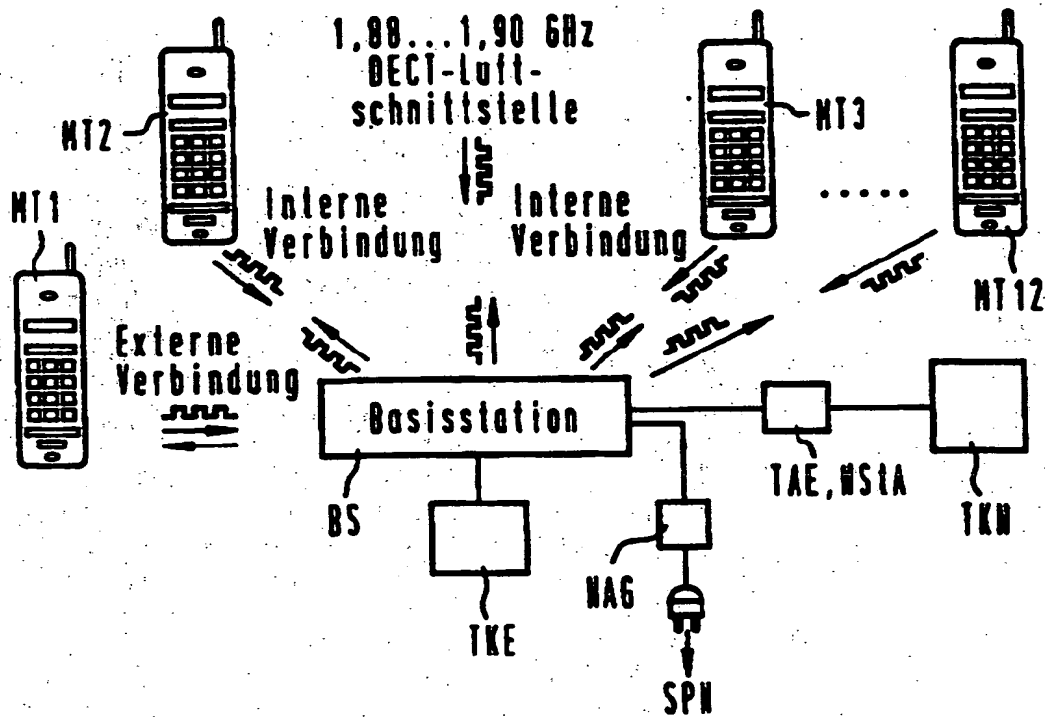 1,88...1,90 GHz
DECT-Luft-
schnittstelle
MT2
MT3
MT1
Interne
Verbindung
Interne
Verbindung
.....
MT12
Externe
Verbindung
Basisstation
BS
TAE,NStA
TKN
NAG
TKE
SPN